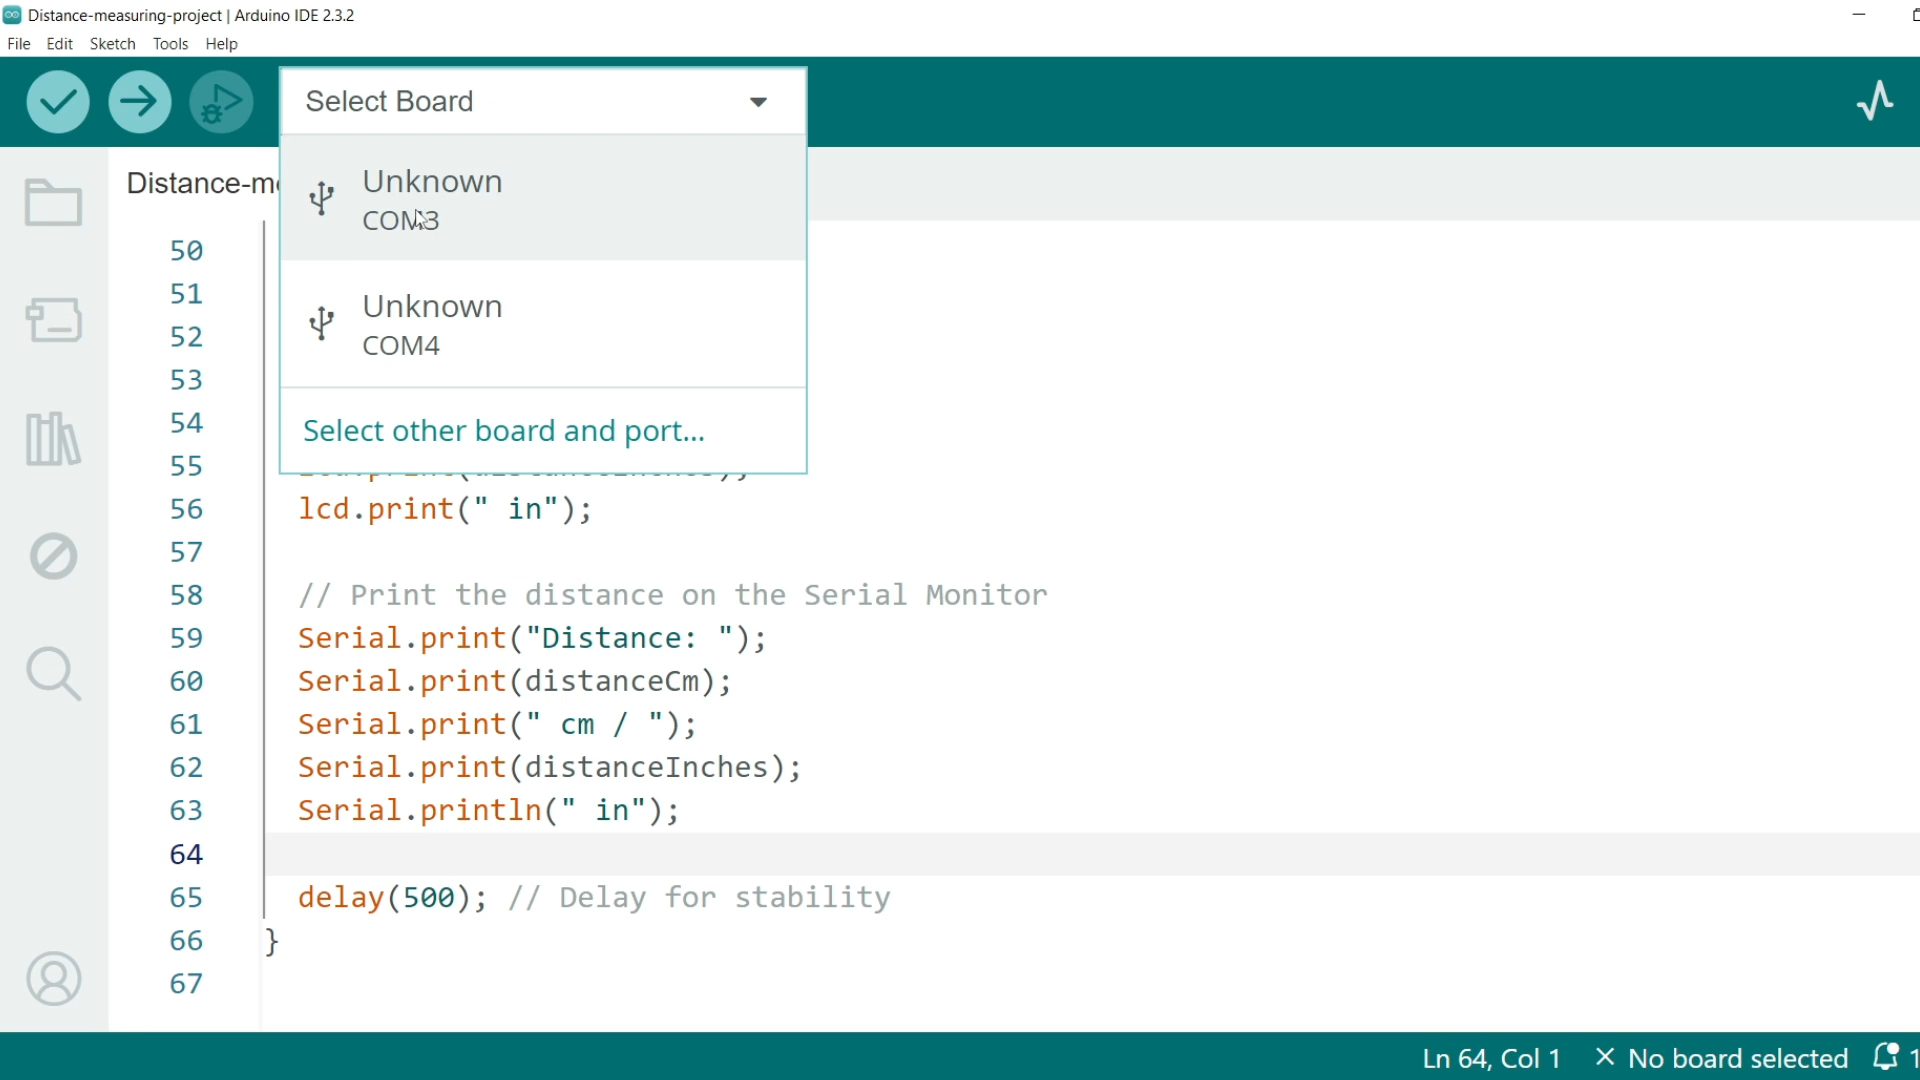 Distance-measuring-project | Arduino IDE 2.3.2
File Edit Sketch Tools Help
Select Board
Unknown
COM3
Unknown
COM4
Select other board and port...
Distance-m
50
51
52
53
54
55
56 lcd.print(" in");
57
58 // Print the distance on the Serial Monitor
59 Serial.print("Distance: ");
60 Serial.print(distanceCm);
61 Serial.print(" cm / ");
62 Serial.print(distanceInches);
63 Serial.println(" in");
64
65 delay(500); // Delay for stability
66 }
67
Ln 64, Col 1 × No board selected 1